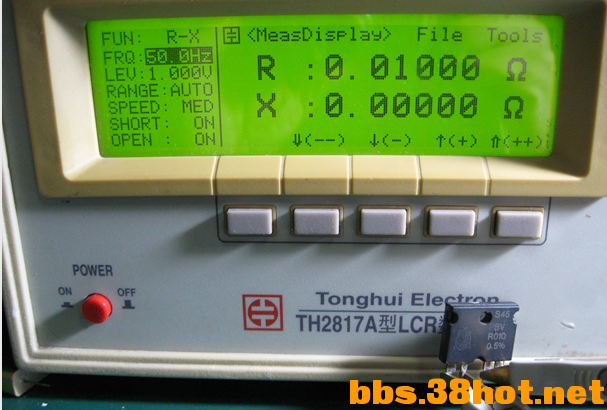 FUN: R-X
<MeasDisplay> File Tools
FRQ:50.0Hz
LEV:1.000V
R :0.01000 Ω
RANGE:AUTO
SPEED: MED
X :0.00000 Ω
SHORT: ON
OPEN : ON
⇓(--) ↓(-) ↑(+) ⇑(++)
POWER
ON OFF
Tonghui Electron
TH2817A型LCR
S45
BV
R010
0.5%
bbs.38hot.net